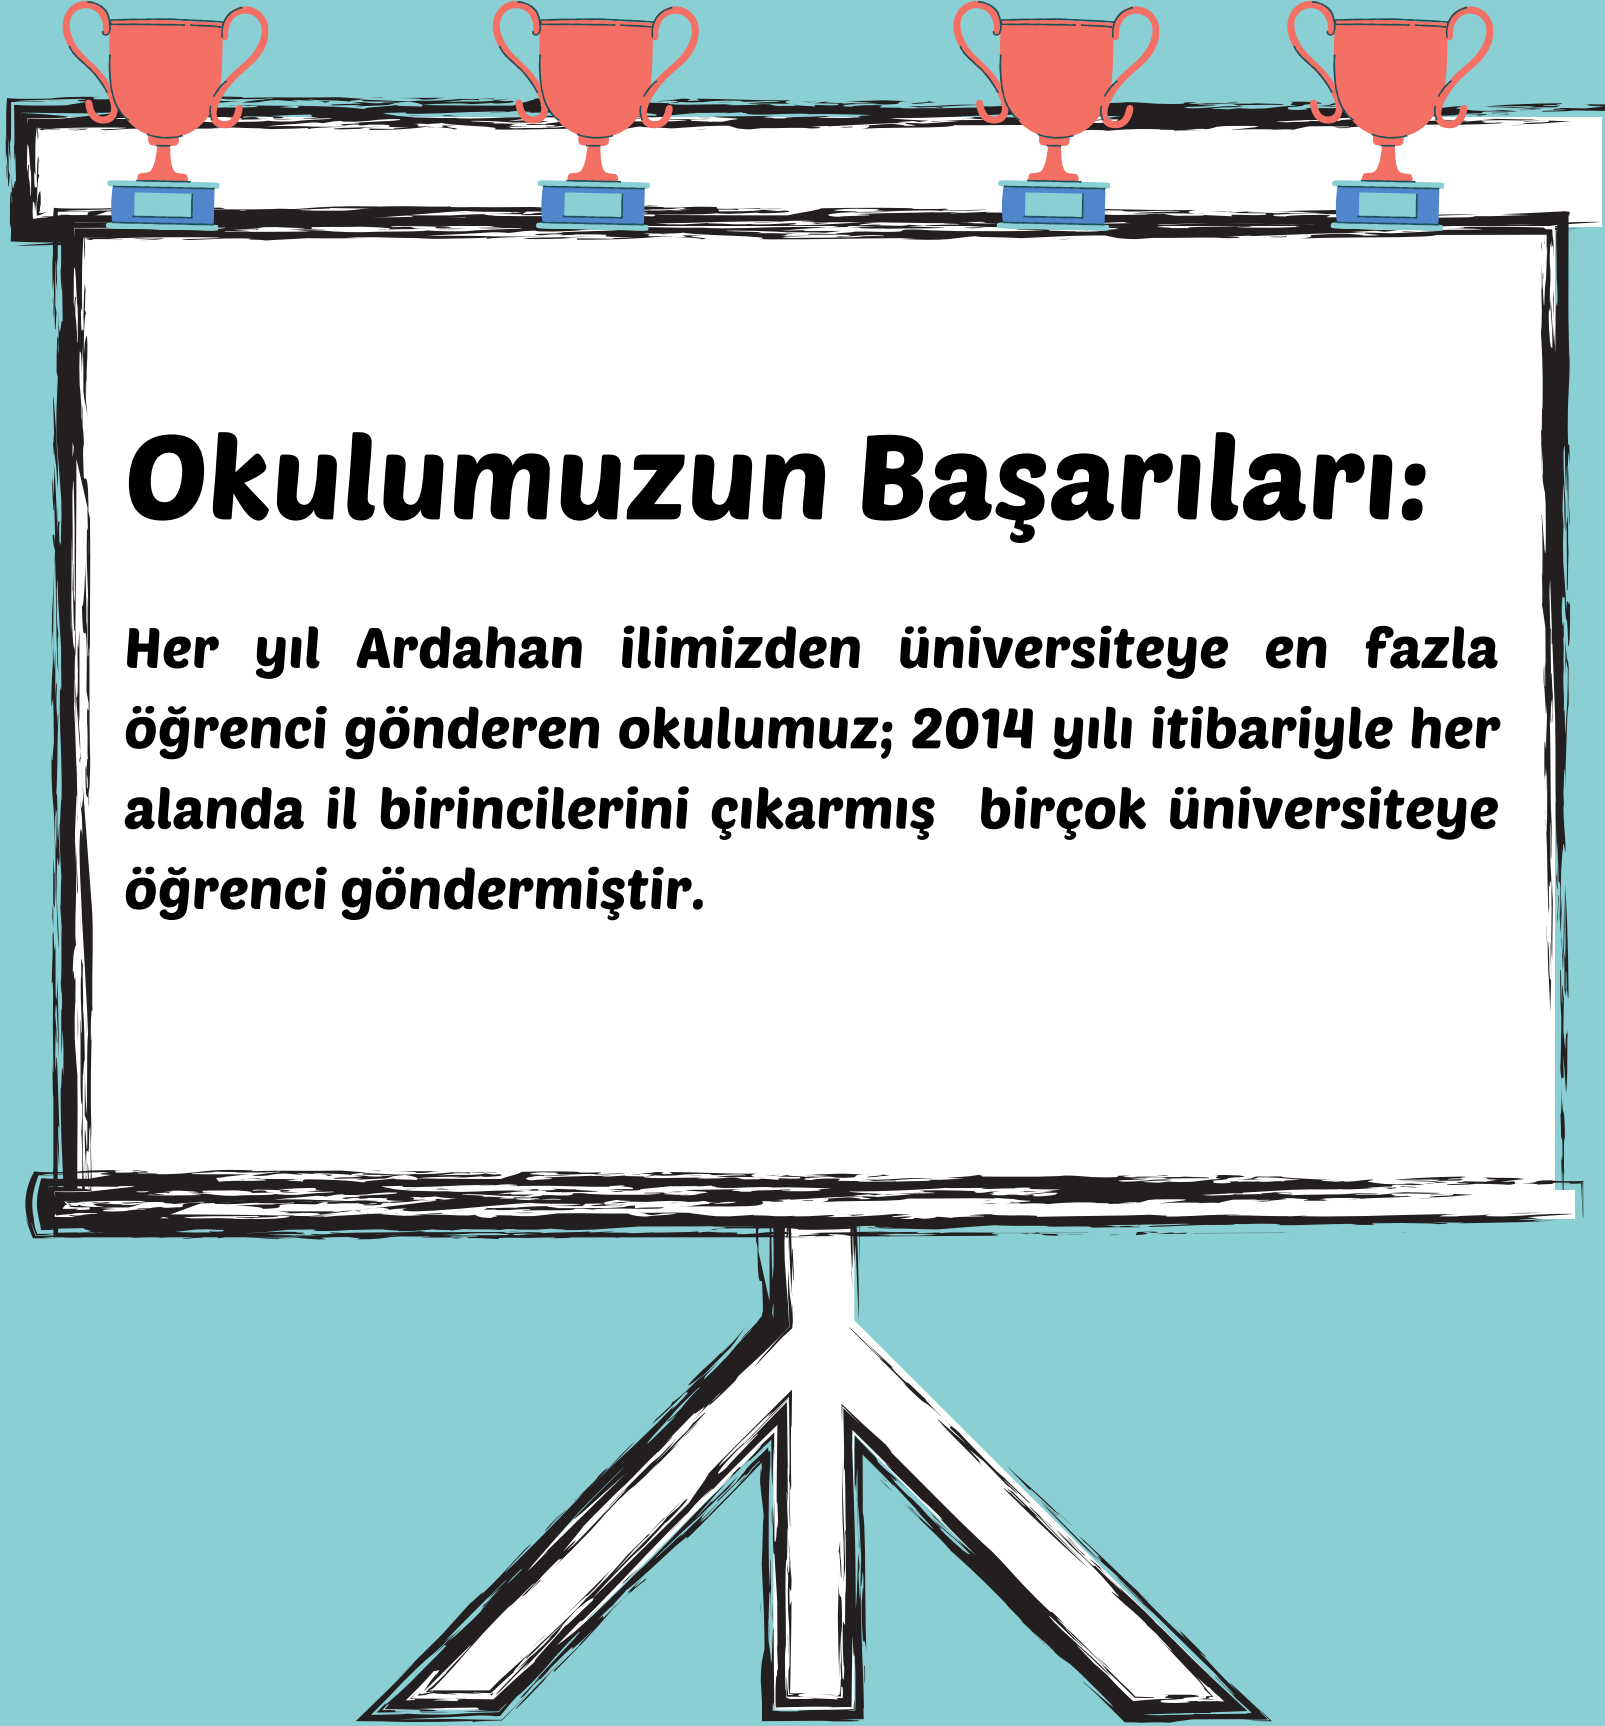 Okulumuzun Başarıları:
Her yıl Ardahan ilimizden üniversiteye en fazla
öğrenci gönderen okulumuz; 2014 yılı itibariyle her
alanda il birincilerini çıkarmış birçok üniversiteye
öğrenci göndermiştir.